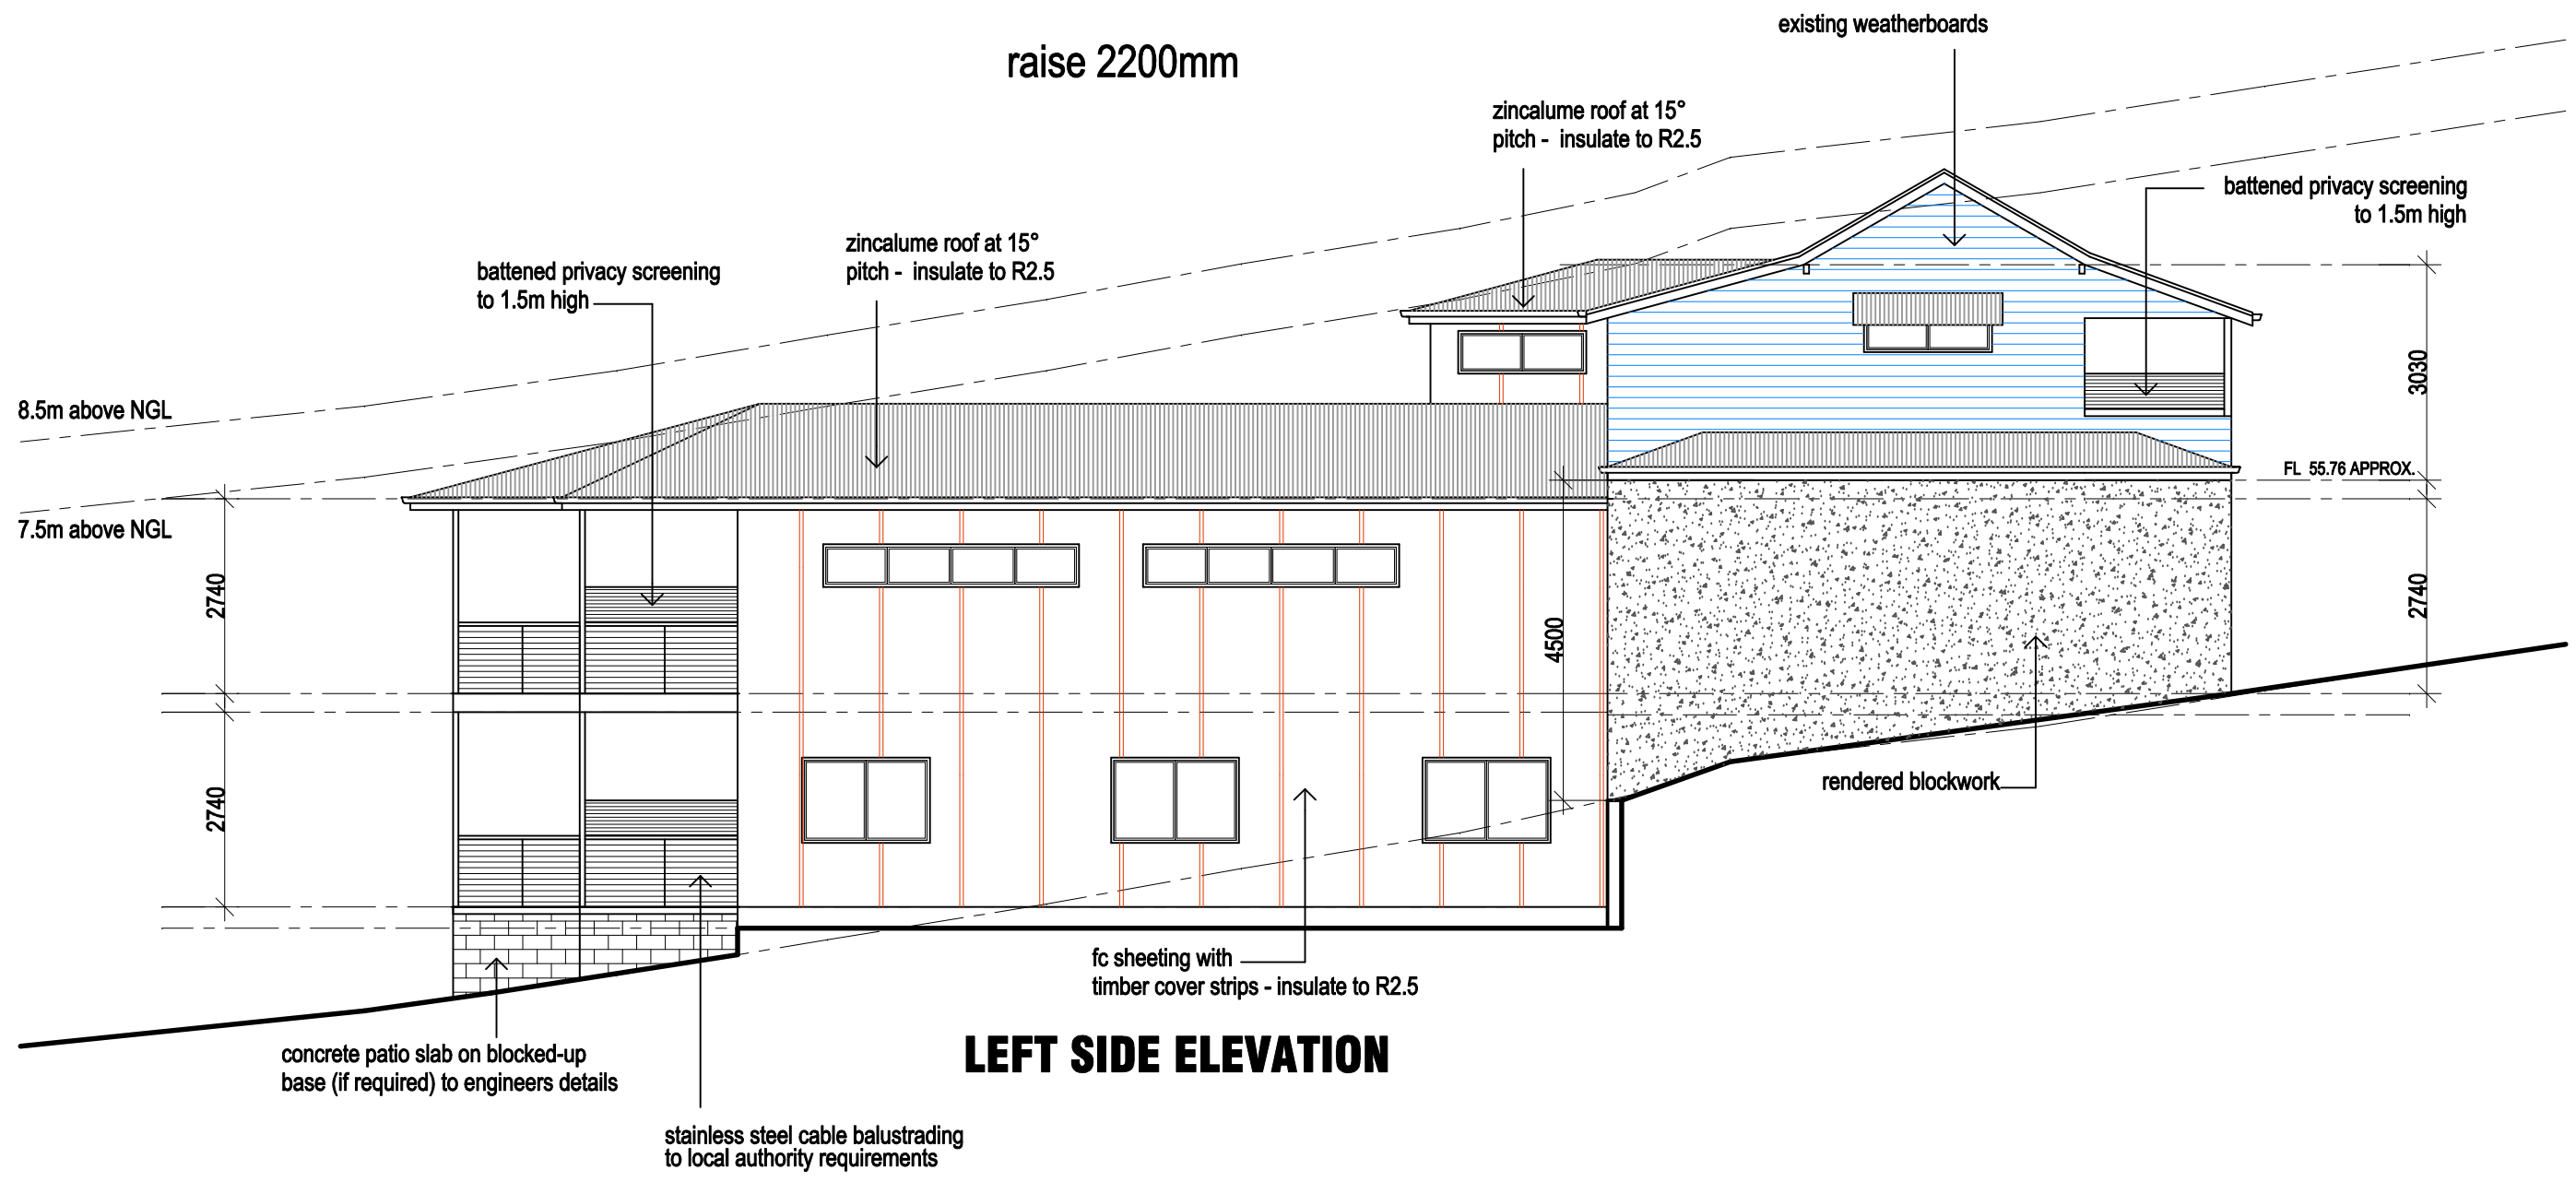 existing weatherboards
raise 2200mm
zincalume roof at 15°
pitch - insulate to R2.5
battened privacy screening
to 1.5m high
zincalume roof at 15°
pitch - insulate to R2.5
battened privacy screening
to 1.5m high
3030
8.5m above NGL
FL 55.76 APPROX.
7.5m above NGL
2740
2740
4500
2740
rendered blockwork
fc sheeting with
timber cover strips - insulate to R2.5
LEFT SIDE ELEVATION
concrete patio slab on blocked-up
base (if required) to engineers details
stainless steel cable balustrading
to local authority requirements